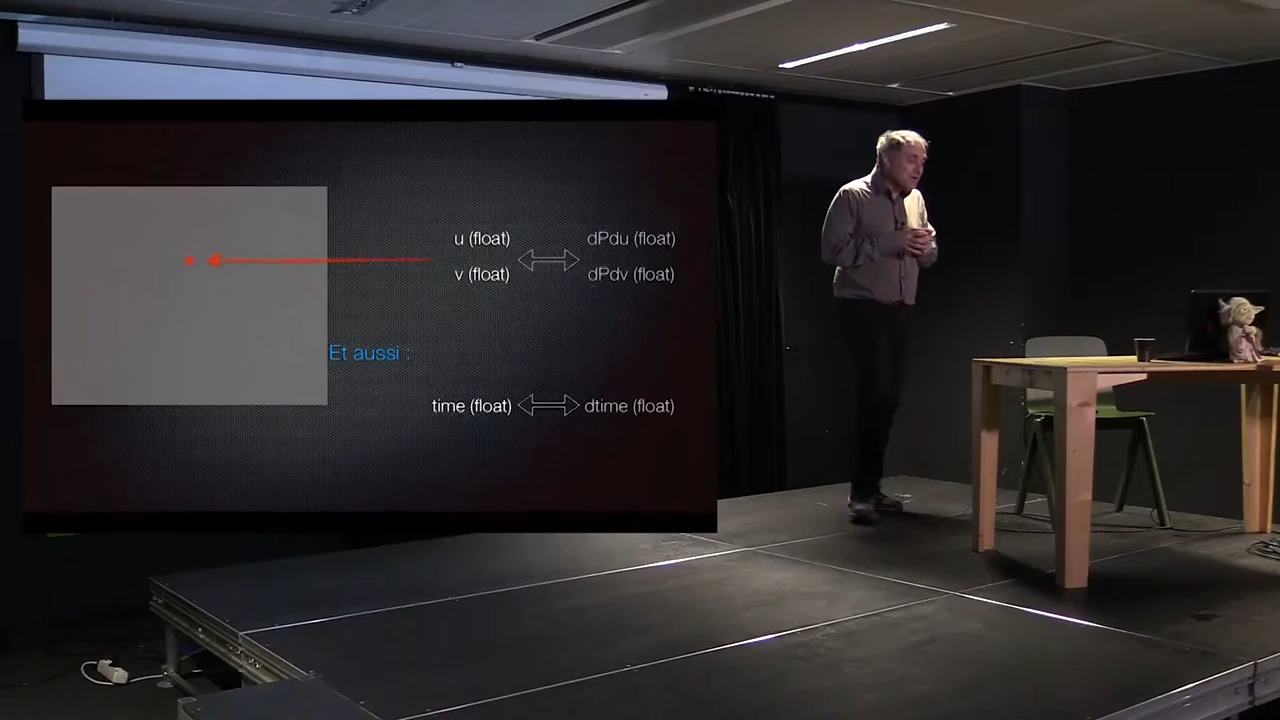 u (float) dPdu (float)
v (float) dPdv (float)
Et aussi :
time (float) dtime (float)